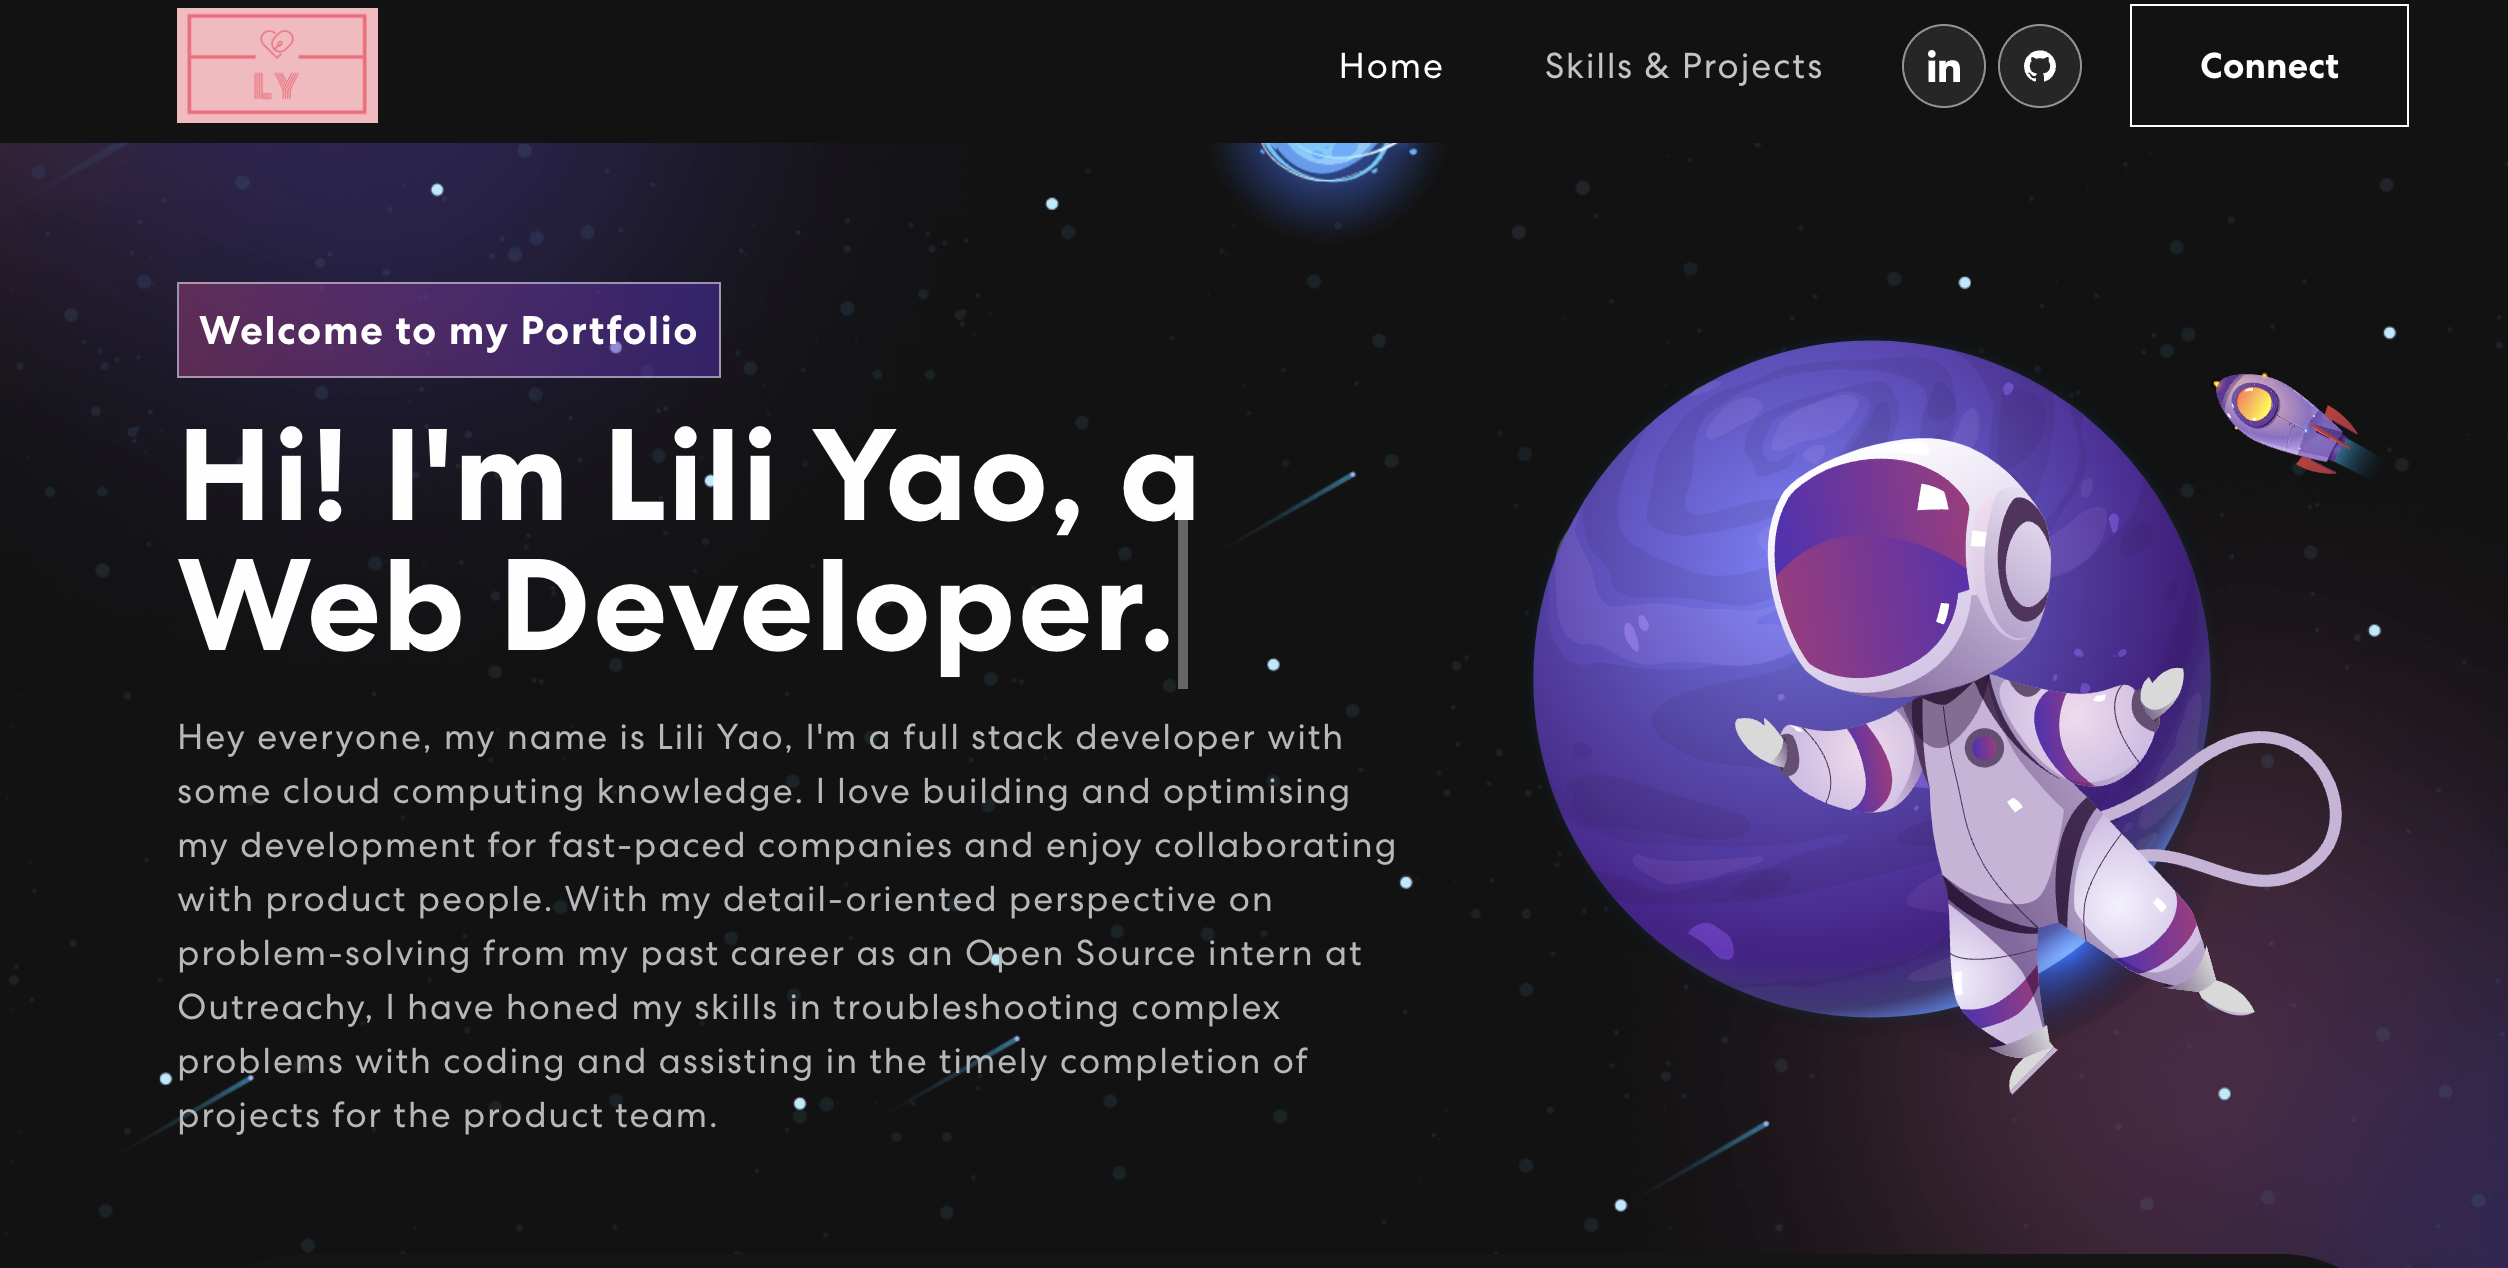 LY
Home
Skills & Projects
in
Connect
Welcome to my Portfolio
Hi! I'm Lili Yao, a
Web Developer.
Hey everyone, my name is Lili Yao, I'm a full stack developer with
some cloud computing knowledge. I love building and optimising
my development for fast-paced companies and enjoy collaborating
with product people. With my detail-oriented perspective on
problem-solving from my past career as an Open Source intern at
Outreachy, I have honed my skills in troubleshooting complex
problems with coding and assisting in the timely completion of
projects for the product team.